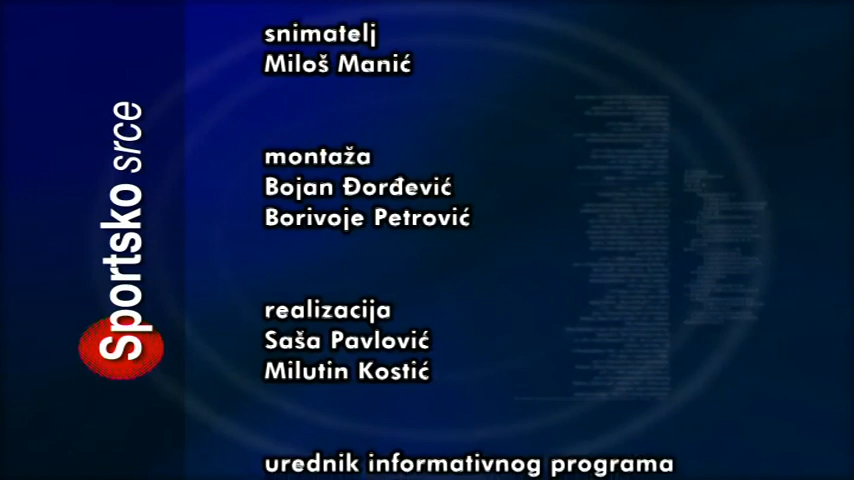 Sportsko srce
snimatelj
Miloš Manić
montaža
Bojan Đorđević
Borivoje Petrović
realizacija
Saša Pavlović
Milutin Kostić
urednik informativnog programa